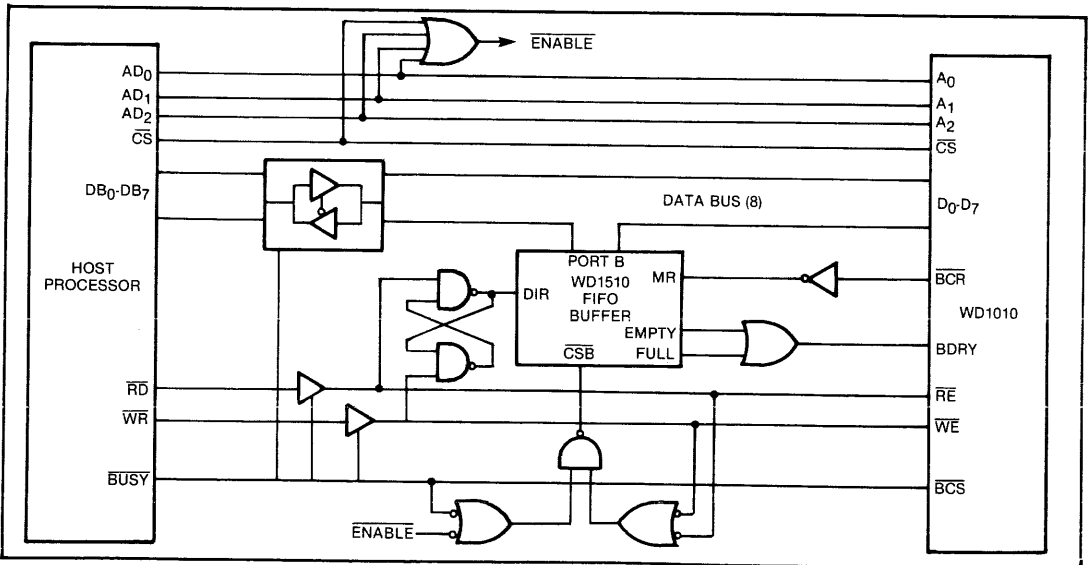 ENABLE
HOST
PROCESSOR
AD0
AD1
AD2
CS
DB0-DB7
RD
WR
BUSY
DATA BUS (8)
PORT B
WD1510
FIFO
BUFFER
DIR
MR
EMPTY
FULL
CSB
ENABLE
A0
A1
A2
CS
D0-D7
BCR
WD1010
BDRY
RE
WE
BCS